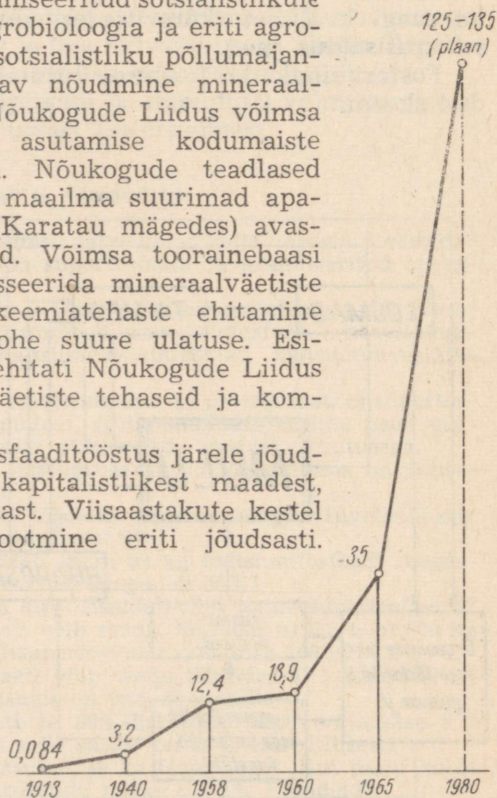 miseeritud sotsialistlikule
grobioloogia ja eriti agro-
sotsialistliku põllumajan-
av nõudmine mineraal-
Nõukogude Liidus võimsa
asutamise kodumaiste
Nõukogude teadlased
maailma suurimad apa-
(Karatau mägedes) avas-
d. Võimsa toorainebaasi
sseerida mineraalväetiste
keemiatehaste ehitamine
ohe suure ulatuse. Esi-
ehitati Nõukogude Liidus
väetiste tehaseid ja kom-
sfaaditööstus järele jõud-
kapitalistlikest maadest,
ast. Viisaastakute kestel
ootmine eriti jõudsasti.
125-135
(plaan)
35
13,9
12,4
3,2
0,084
1913 1940 1958 1960 1965 1980